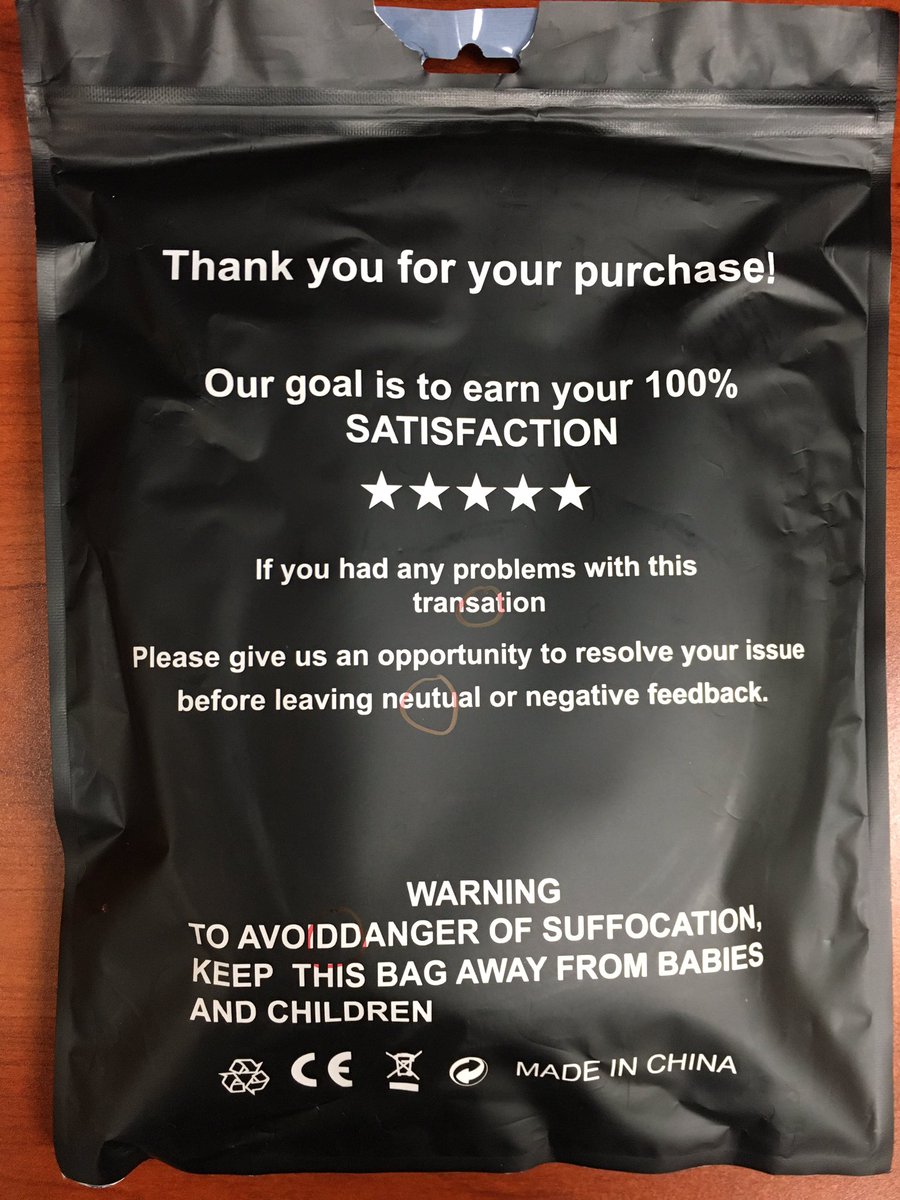 Thank you for your purchase!
Our goal is to earn your 100%
SATISFACTION
If you had any problems with this
transation
Please give us an opportunity to resolve your issue
before leaving neutual or negative feedback.
WARNING
TO AVOIDDANGER OF SUFFOCATION,
KEEP THIS BAG AWAY FROM BABIES
AND CHILDREN
CE MADE IN CHINA